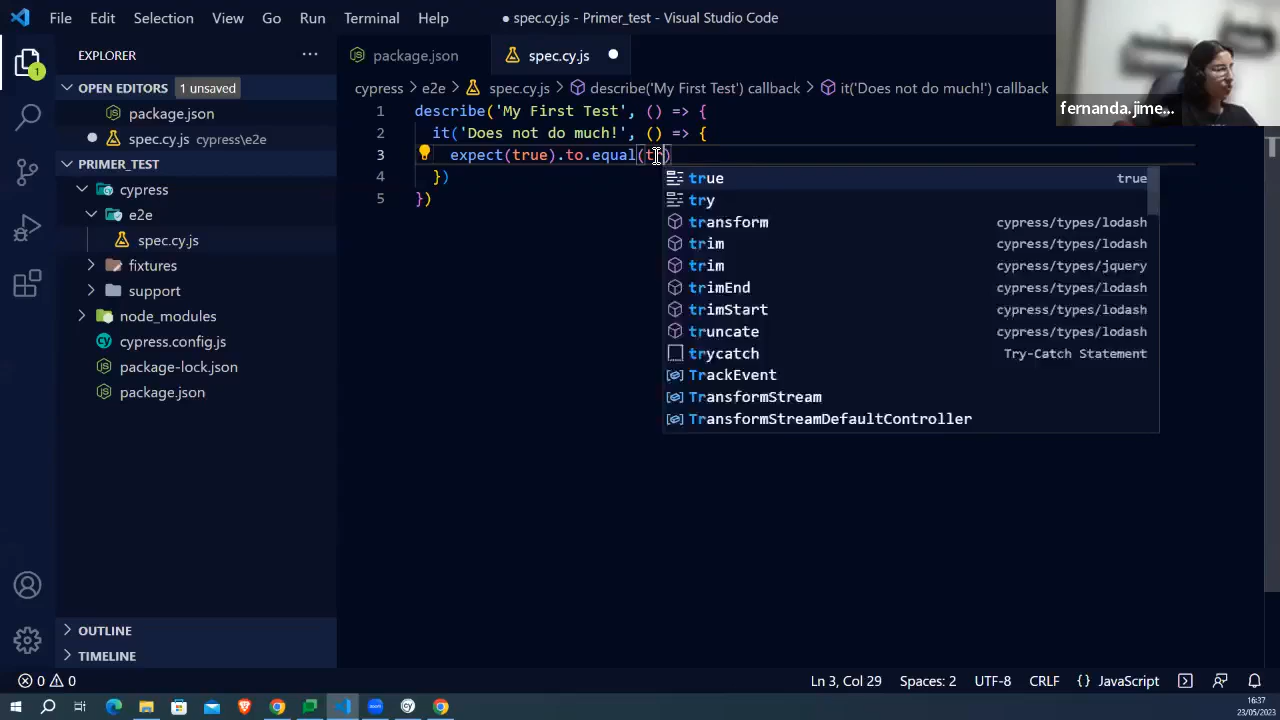 File Edit Selection View Go Run Terminal Help
● spec.cy.js - Primer_test - Visual Studio Code
fernanda.jime...
EXPLORER ...
1
OPEN EDITORS 1 unsaved
package.json
spec.cy.js cypress\e2e
PRIMER_TEST
cypress
e2e
spec.cy.js
fixtures
support
node_modules
cypress.config.js
package-lock.json
package.json
OUTLINE
TIMELINE
package.json spec.cy.js
cypress > e2e > spec.cy.js > describe('My First Test') callback > it('Does not do much!') callback
1 describe('My First Test', () => {
2 it('Does not do much!', () => {
3 expect(true).to.equal(tr)
4 })
5 })
true true
try
transform cypress/types/lodash
trim cypress/types/lodash
trim cypress/types/jquery
trimEnd cypress/types/lodash
trimStart cypress/types/lodash
truncate cypress/types/lodash
trycatch Try-Catch Statement
TrackEvent
TransformStream
TransformStreamDefaultController
0 0 Ln 3, Col 29 Spaces: 2 UTF-8 CRLF {} JavaScript
16:37
23/05/2023